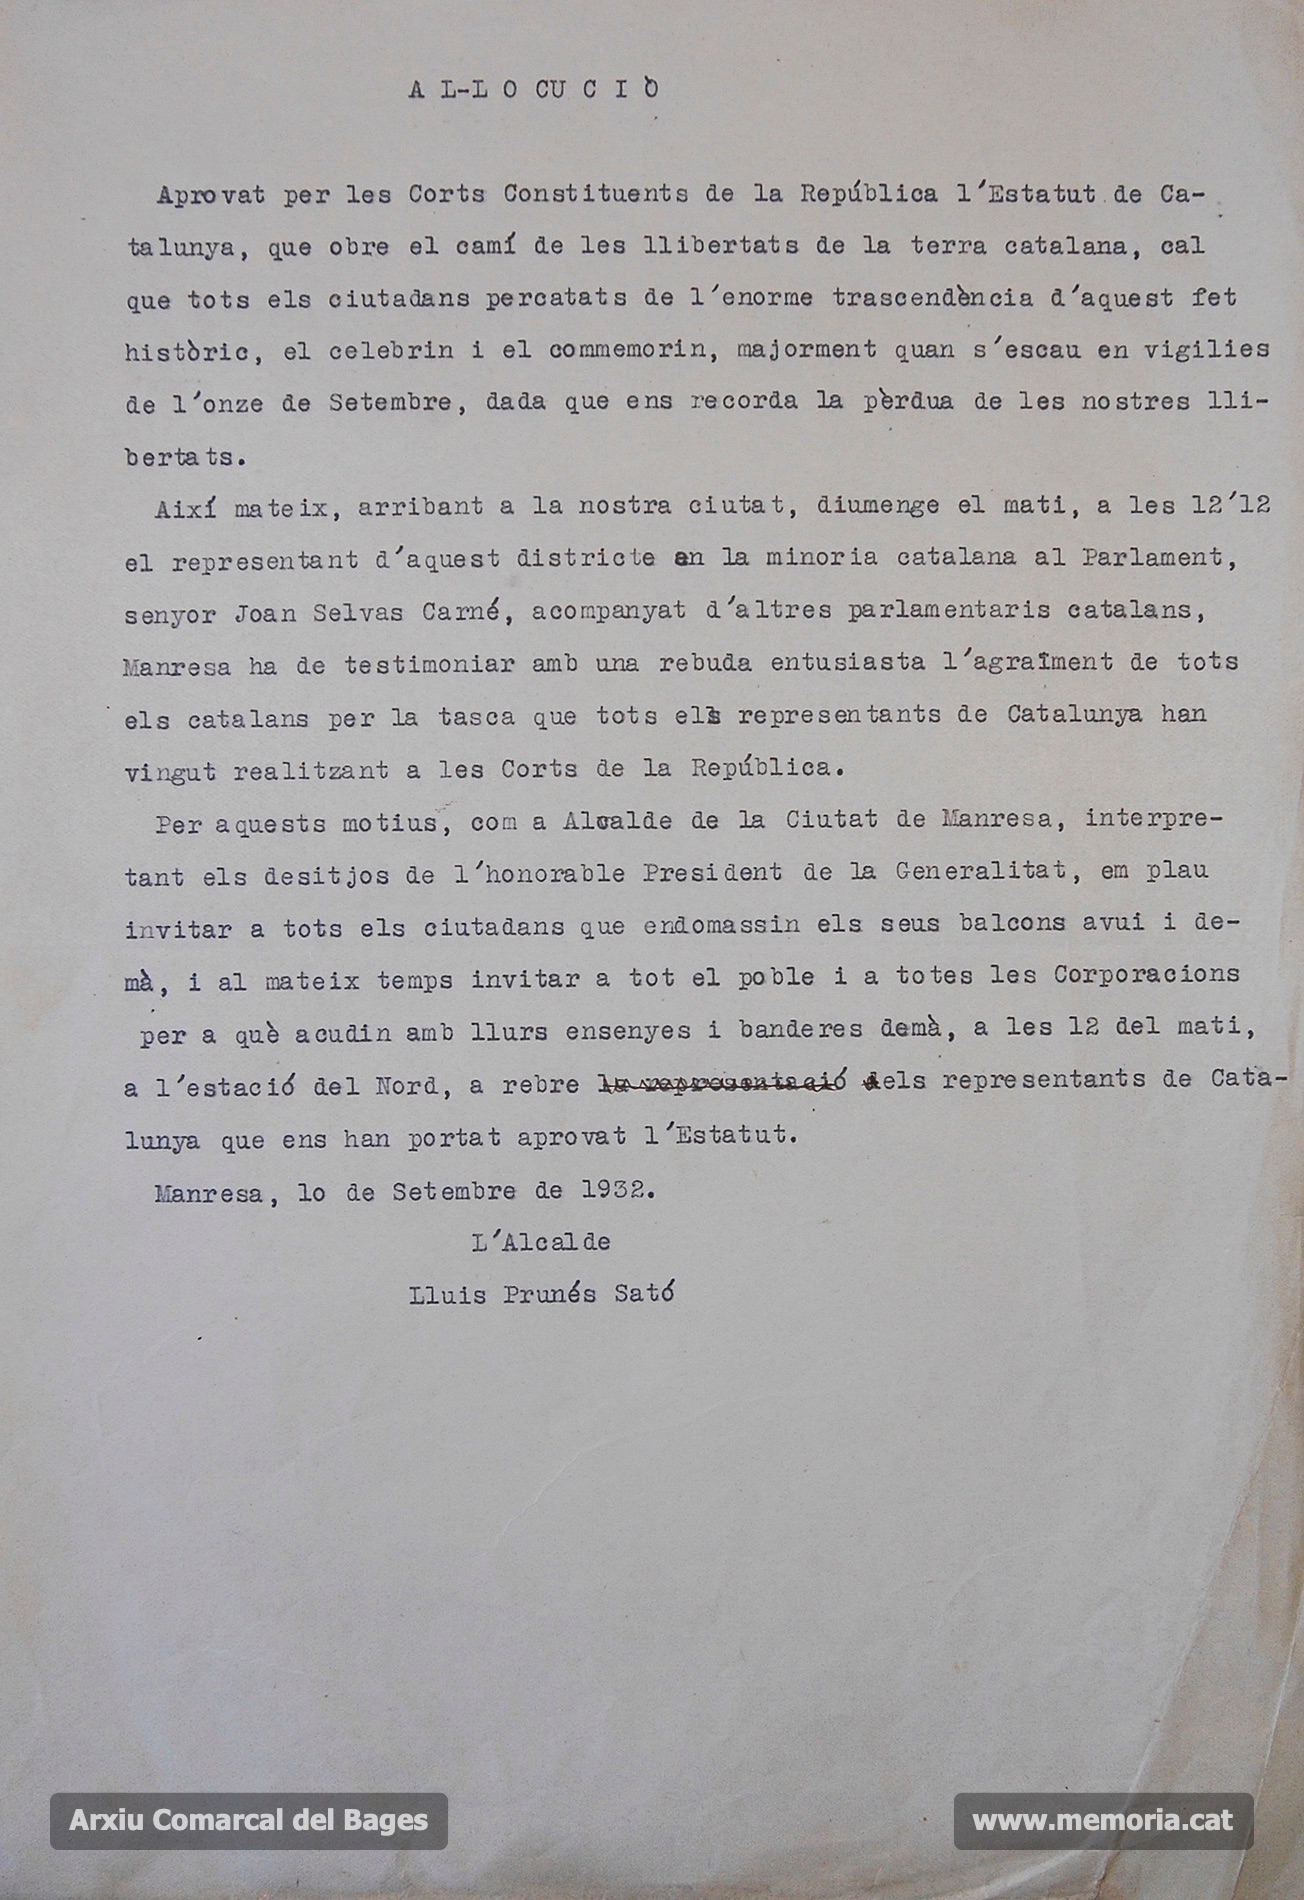 A L-L O CU C I Ò
Aprovat per les Corts Constituents de la República l'Estatut de Ca-
talunya, que obre el camí de les llibertats de la terra catalana, cal
que tots els ciutadans percatats de l'enorme trascendència d'aquest fet
històric, el celebrin i el commemorin, majorment quan s'escau en vigilies
de l'onze de Setembre, dada que ens recorda la pèrdua de les nostres lli-
bertats.
Així mateix, arribant a la nostra ciutat, diumenge el mati, a les 12'12
el representant d'aquest districte en la minoria catalana al Parlament,
senyor Joan Selvas Carné, acompanyat d'altres parlamentaris catalans,
Manresa ha de testimoniar amb una rebuda entusiasta l'agraïment de tots
els catalans per la tasca que tots els representants de Catalunya han
vingut realitzant a les Corts de la República.
Per aquests motius, com a Alcalde de la Ciutat de Manresa, interpre-
tant els desitjos de l'honorable President de la Generalitat, em plau
invitar a tots els ciutadans que endomassin els seus balcons avui i de-
mà, i al mateix temps invitar a tot el poble i a totes les Corporacions
per a què acudin amb llurs ensenyes i banderes demà, a les 12 del mati,
a l'estació del Nord, a rebre la representació dels representants de Cata-
lunya que ens han portat aprovat l'Estatut.
Manresa, lo de Setembre de 1932.
L'Alcalde
Lluis Prunés Sató
Arxiu Comarcal del Bages
www.memoria.cat